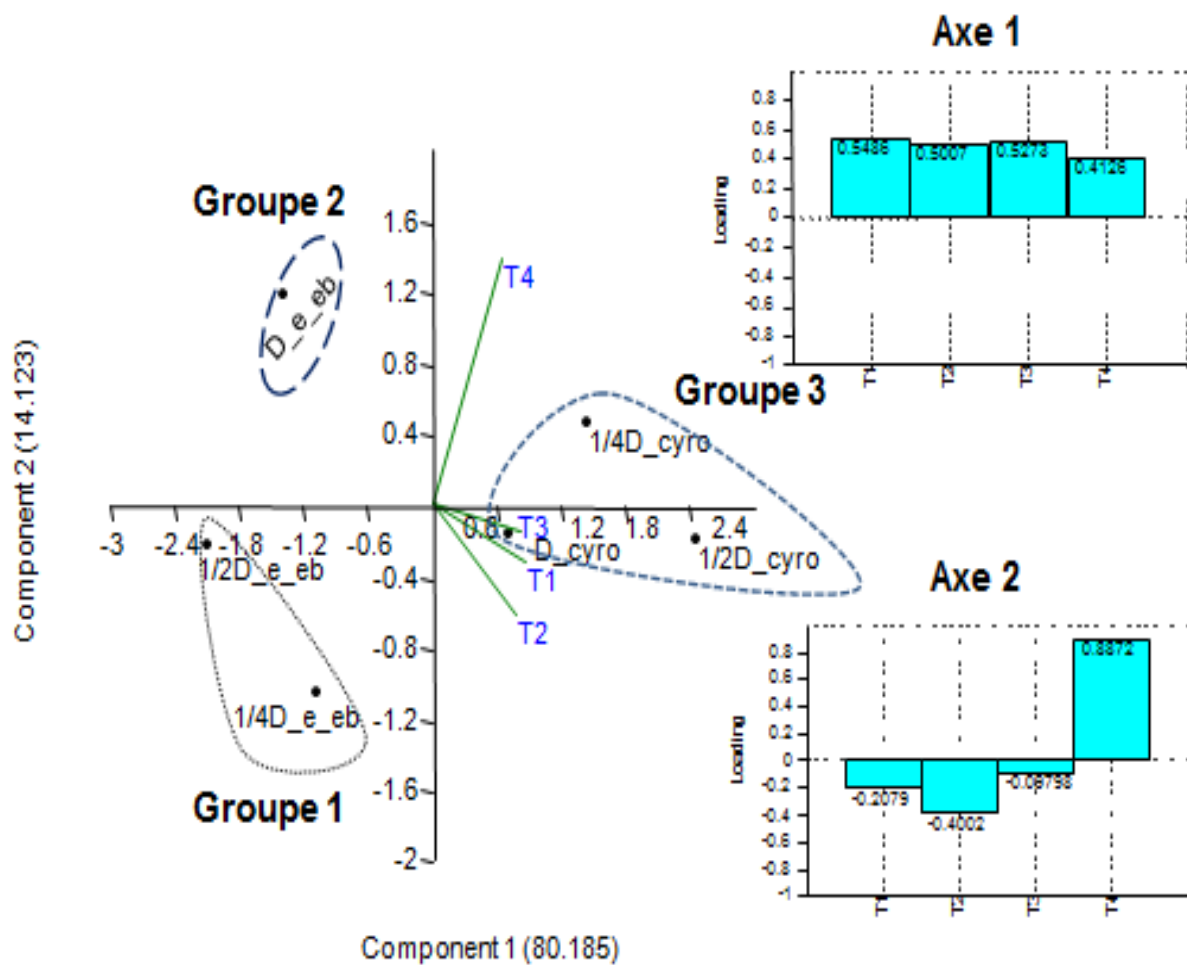 Axe 1
0.8
0.6
0.4
0.2
0
-0.2
-0.4
-0.6
-0.8
-1
Loading
0.5486
0.5007
0.5273
0.4126
T1
T2
T3
T4
Groupe 2
D_e_eb
1.6
1.2
0.8
0.4
-0.4
-0.8
-1.2
-1.6
-2
T4
Groupe 3
1/4D_cyro
-3
-2.4
-1.8
-1.2
-0.6
0.6
1.2
1.8
2.4
T3
D_cyro
1/2D_cyro
T1
T2
1/2D_e_eb
1/4D_e_eb
Groupe 1
Component 2 (14.123)
Component 1 (80.185)
Axe 2
0.8
0.6
0.4
0.2
0
-0.2
-0.4
-0.6
-0.8
-1
Loading
-0.2079
-0.4002
-0.09798
0.8872
T1
T2
T3
T4